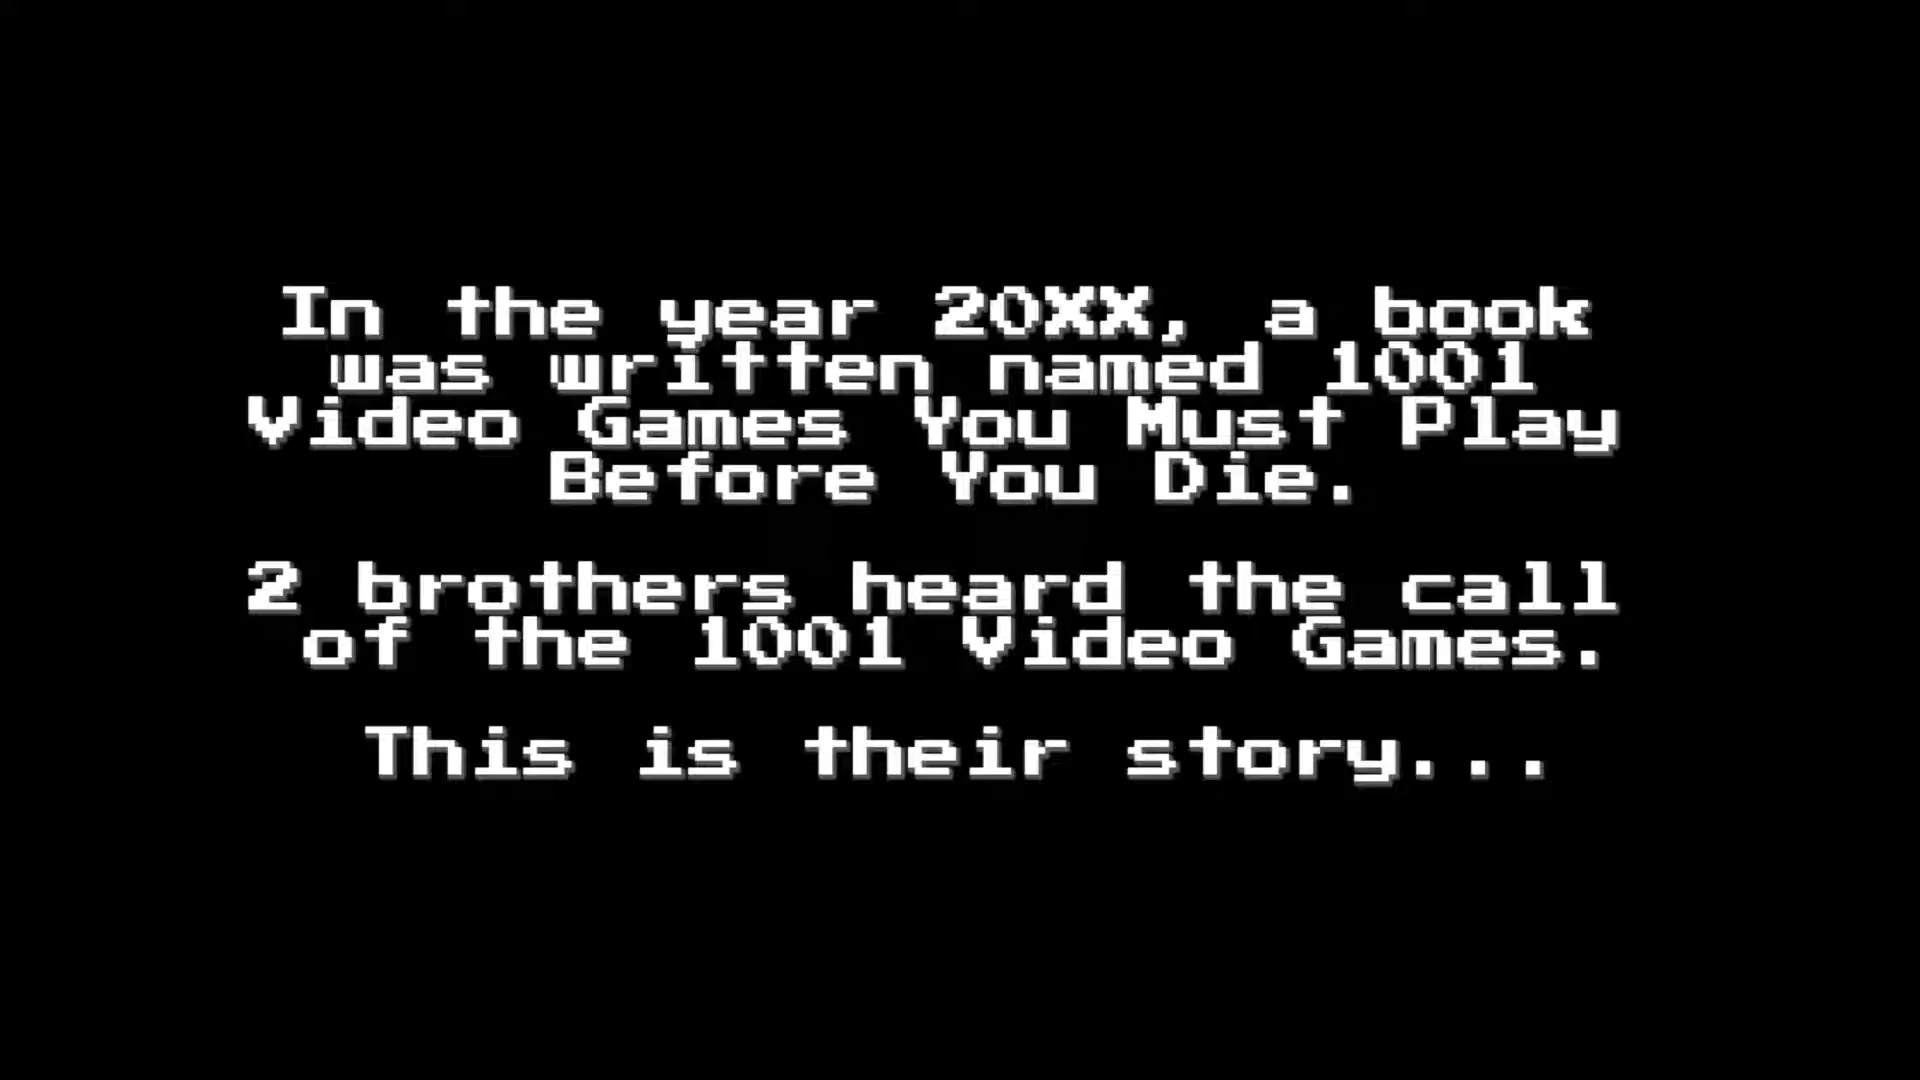 In the year 20XX, a book
was written named 1001
Video Games You Must Play
Before You Die.
2 brothers heard the call
of the 1001 Video Games.
This is their story...